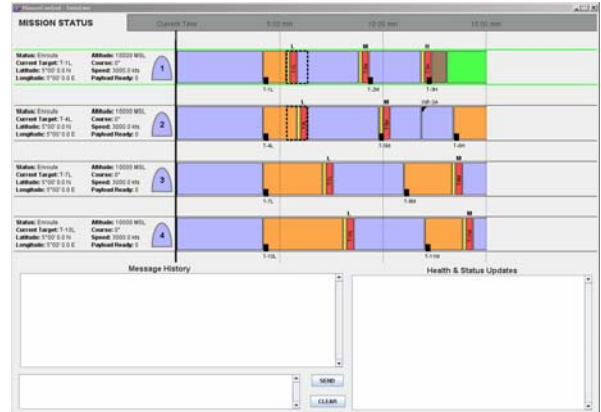 MISSION STATUS
Current Time 5:00 min 10:00 min 15:00 min
L M H
Status: Enroute Altitude: 10000 MSL
Current Target: T-1L Course: 0°
Latitude: 5°00' 0.0 N Speed: 3000.0 kts
Longitude: 5°00' 0.0 E Payload Ready: 0
1
T-1L T-2M T-3H
L M WP-3A
Status: Enroute Altitude: 10000 MSL
Current Target: T-4L Course: 0°
Latitude: 5°00' 0.0 N Speed: 3000.0 kts
Longitude: 5°00' 0.0 E Payload Ready: 0
2
T-4L T-5M T-6H
L M
Status: Enroute Altitude: 10000 MSL
Current Target: T-7L Course: 0°
Latitude: 5°00' 0.0 N Speed: 3000.0 kts
Longitude: 5°00' 0.0 E Payload Ready: 0
3
T-7L T-8M
L M
Status: Enroute Altitude: 10000 MSL
Current Target: T-10L Course: 0°
Latitude: 5°00' 0.0 N Speed: 3000.0 kts
Longitude: 5°00' 0.0 E Payload Ready: 0
4
T-10L T-11M
Message History Health & Status Updates
SEND
CLEAR